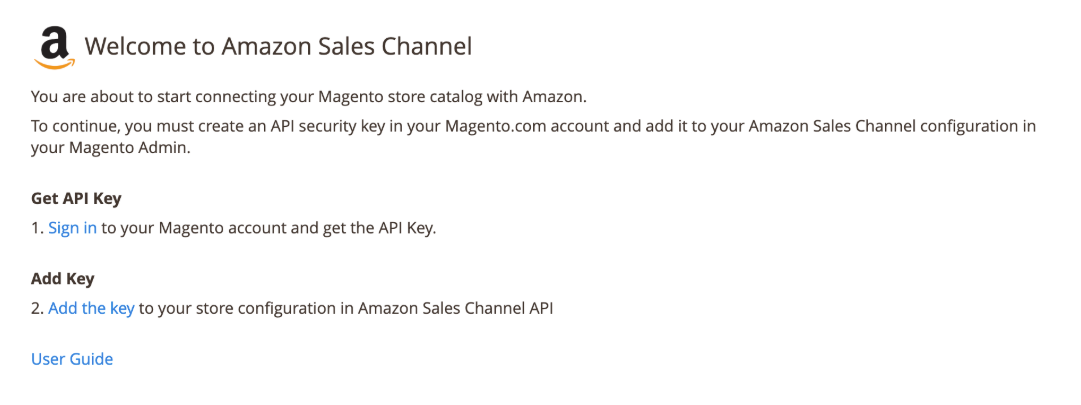 Welcome to Amazon Sales Channel
You are about to start connecting your Magento store catalog with Amazon.
To continue, you must create an API security key in your Magento.com account and add it to your Amazon Sales Channel configuration in
your Magento Admin.
Get API Key
1. Sign in to your Magento account and get the API Key.
Add Key
2. Add the key to your store configuration in Amazon Sales Channel API
User Guide